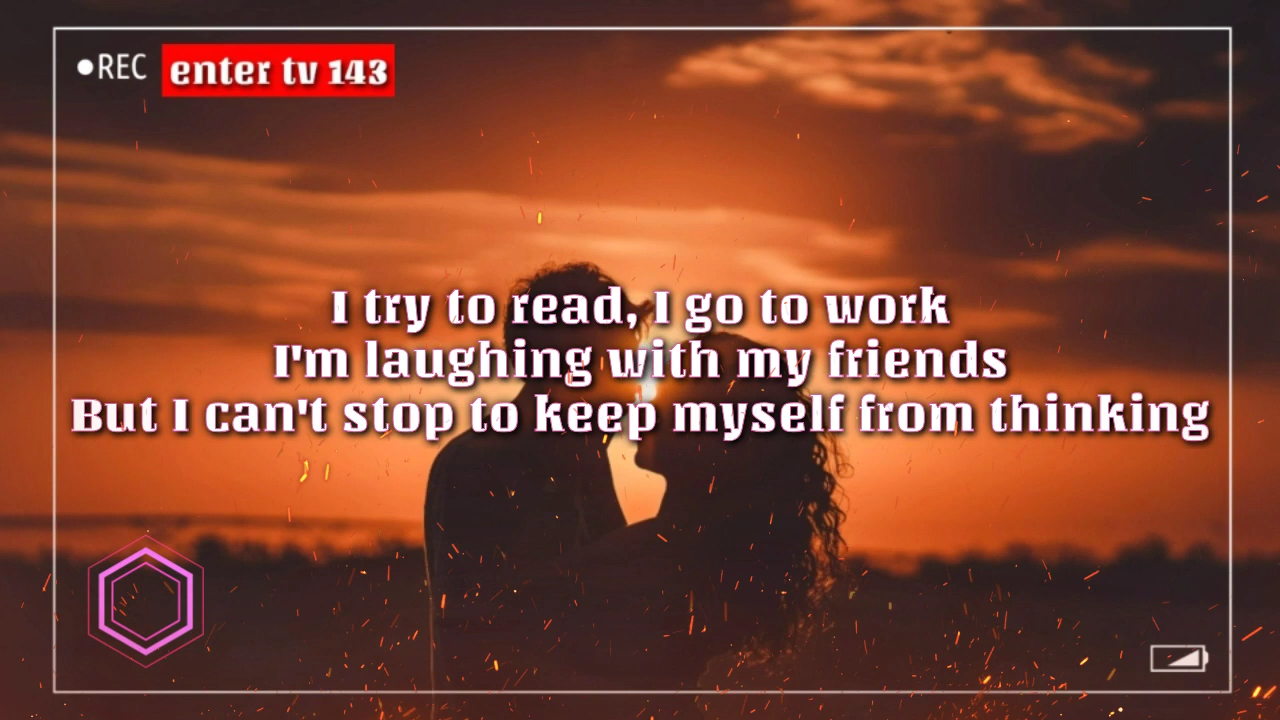 REC
enter tv 143
I try to read, I go to work
I'm laughing with my friends
But I can't stop to keep myself from thinking